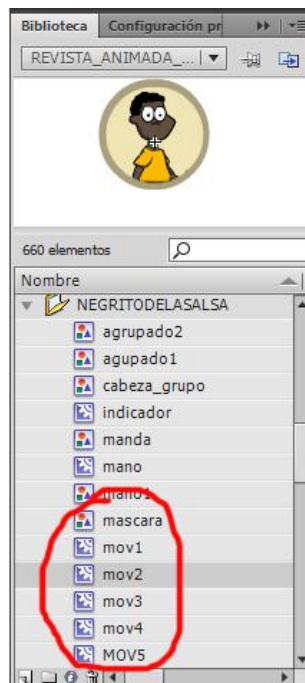 Biblioteca Configuración pr
REVISTA_ANIMADA_...
660 elementos
Nombre
NEGRITODELASALSA
agrupado2
agupado1
cabeza_grupo
indicador
manda
mano
mano1
mascara
mov1
mov2
mov3
mov4
MOV5